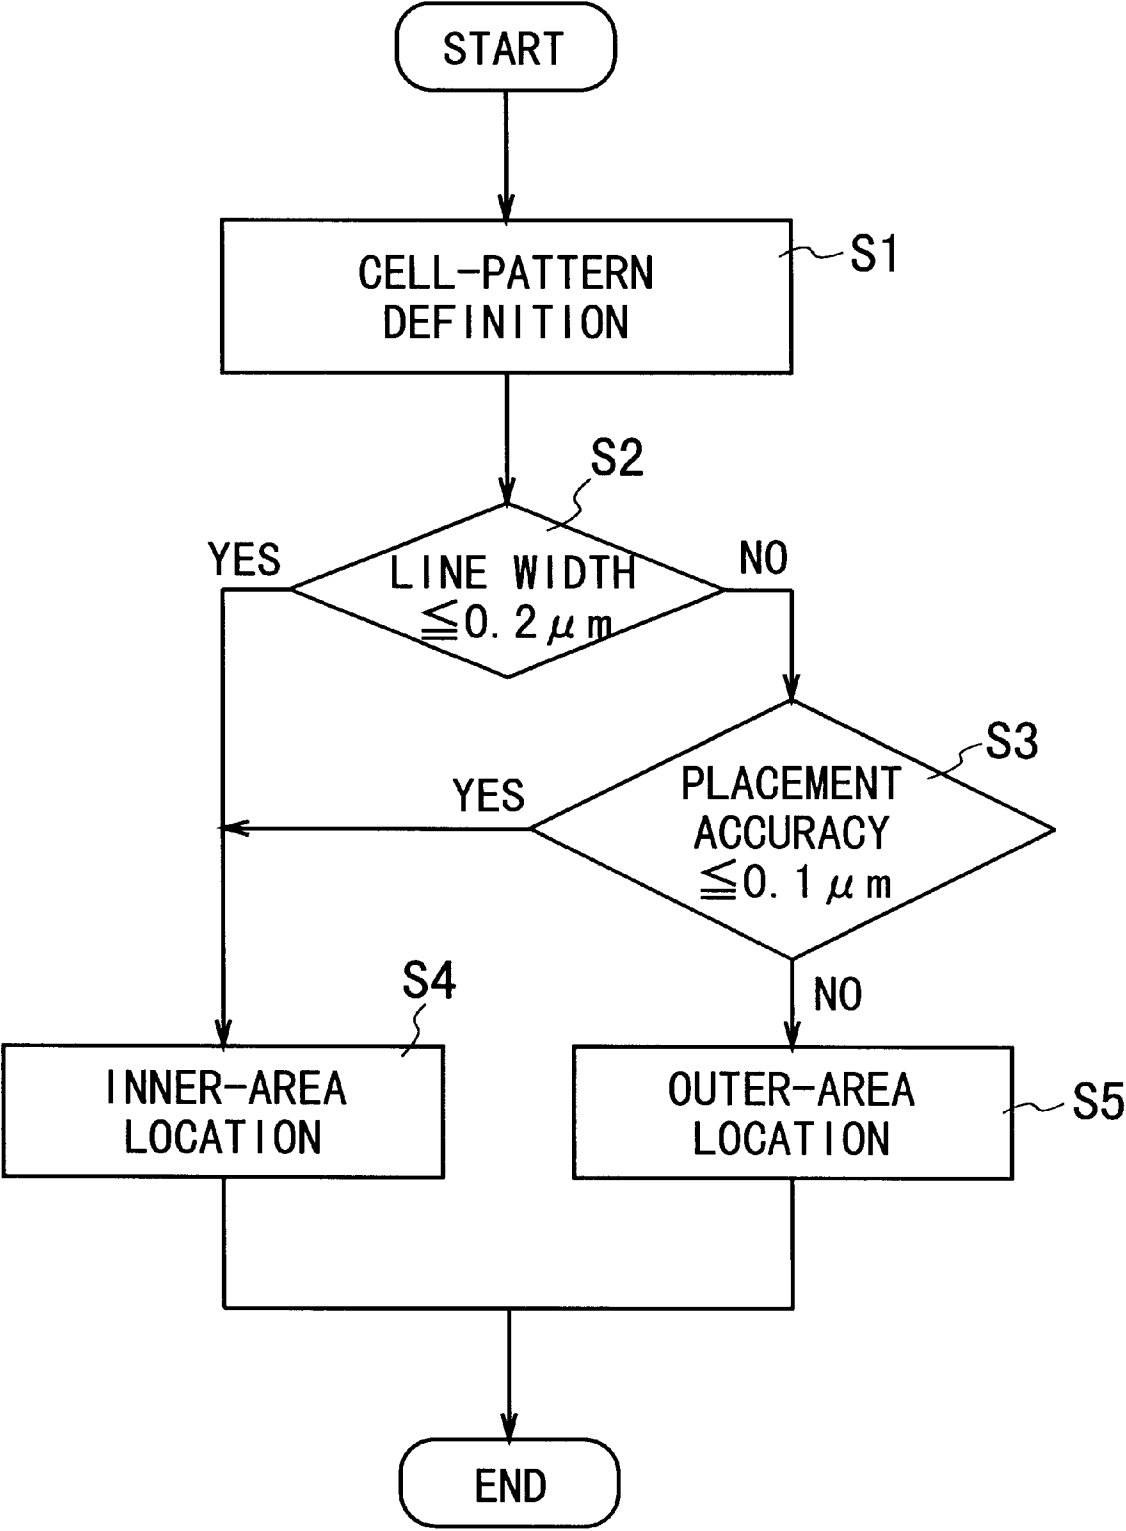 START
CELL-PATTERN
DEFINITION
S1
S2
YES
NO
LINE WIDTH
≦0.2μm
S3
YES
PLACEMENT
ACCURACY
≦0.1μm
NO
S4
INNER-AREA
LOCATION
OUTER-AREA
LOCATION
S5
END